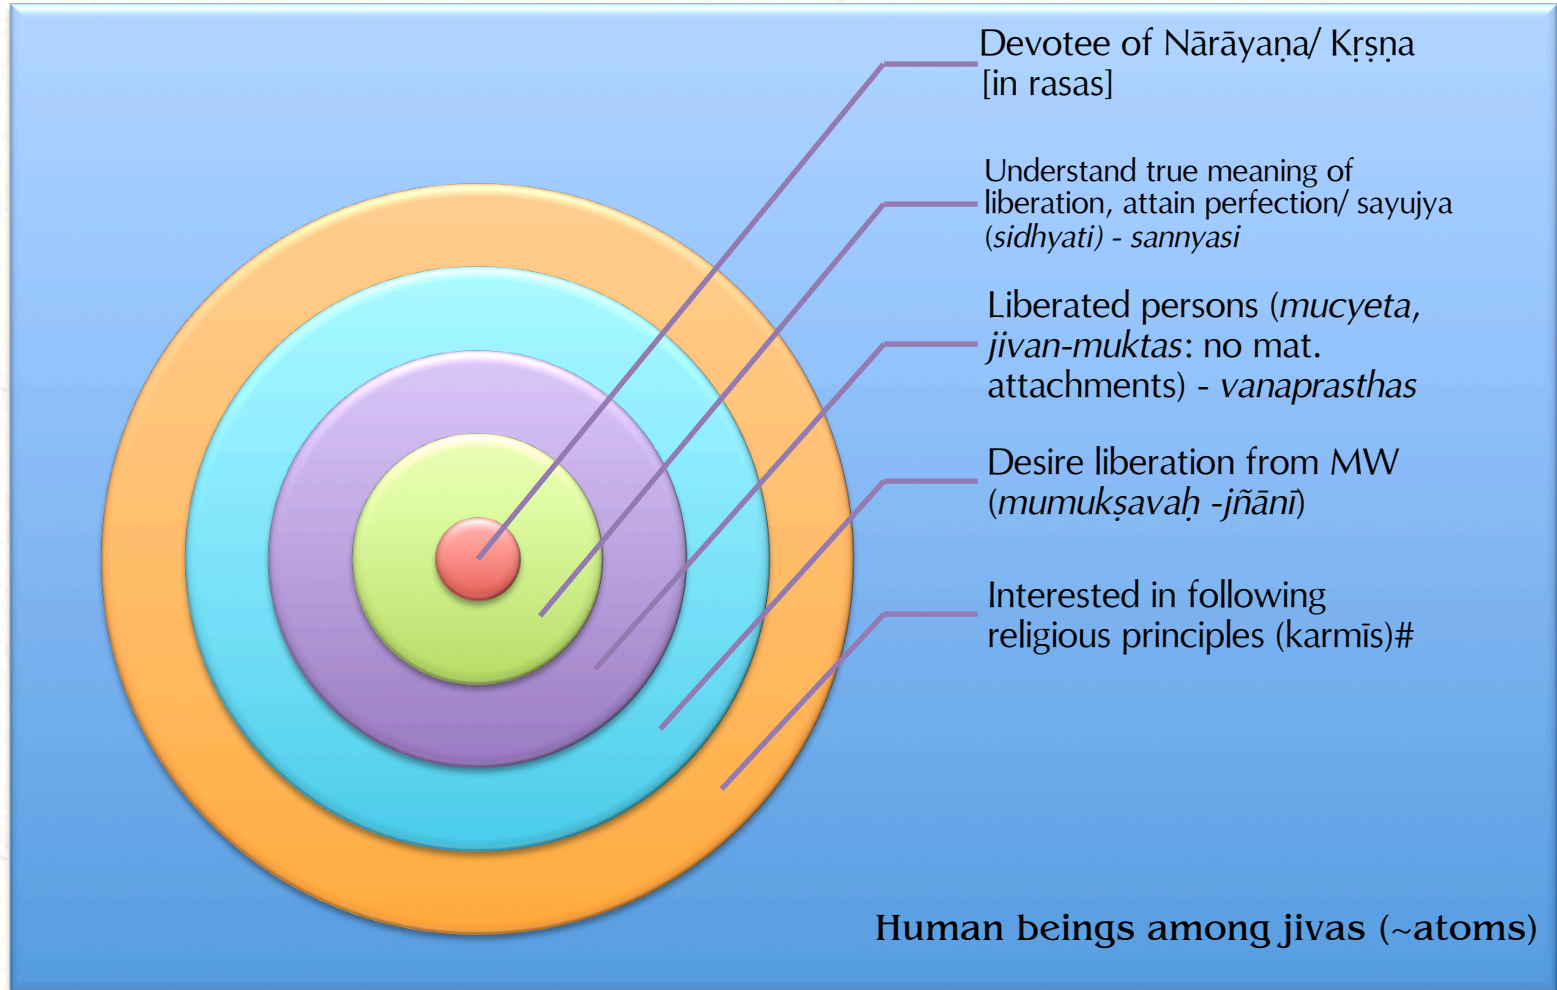 Devotee of Nārāyaṇa/ Kṛṣṇa
[in rasas]
Understand true meaning of
liberation, attain perfection/ sayujya
(sidhyati) - sannyasi
Liberated persons (mucyeta,
jivan-muktas: no mat.
attachments) - vanaprasthas
Desire liberation from MW
(mumukṣavaḥ -jñānī)
Interested in following
religious principles (karmīs)#
Human beings among jivas (~atoms)